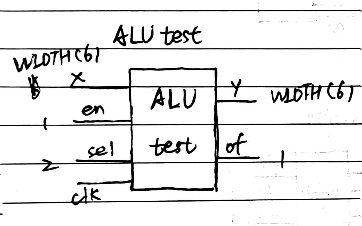 ALU test
WIDTH(6)
x ALU y WIDTH(6)
1 en
2 sel test of 1
clk